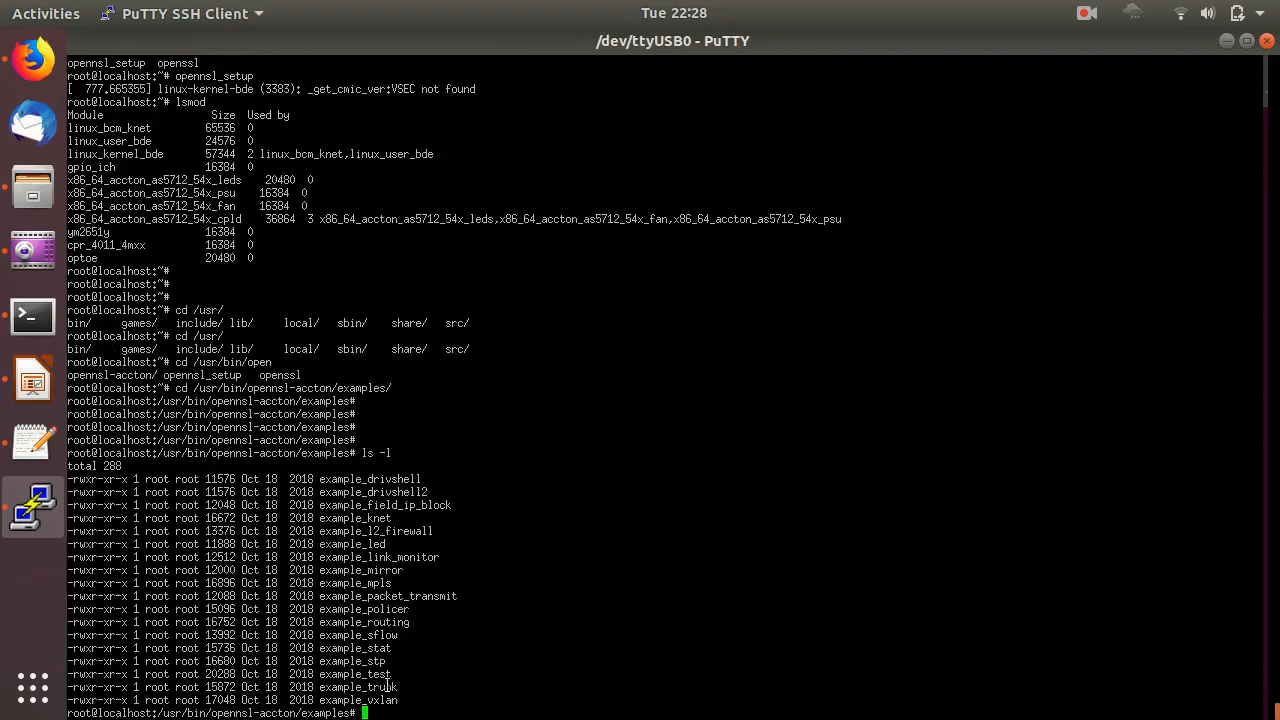 Activities PuTTY SSH Client Tue 22:28
/dev/ttyUSB0 - PuTTY
opennsl_setup openssl
root@localhost:~# opennsl_setup
[ 777.665355] linux-kernel-bde (3383): _get_cmic_ver:VSEC not found
root@localhost:~# lsmod
Module Size Used by
linux_bcm_knet 65536 0
linux_user_bde 24576 0
linux_kernel_bde 57344 2 linux_bcm_knet,linux_user_bde
gpio_ich 16384 0
x86_64_accton_as5712_54x_leds 20480 0
x86_64_accton_as5712_54x_psu 16384 0
x86_64_accton_as5712_54x_fan 16384 0
x86_64_accton_as5712_54x_cpld 36864 3 x86_64_accton_as5712_54x_leds,x86_64_accton_as5712_54x_fan,x86_64_accton_as5712_54x_psu
ym2651y 16384 0
cpr_4011_4mxx 16384 0
optoe 20480 0
root@localhost:~#
root@localhost:~#
root@localhost:~#
root@localhost:~# cd /usr/
bin/ games/ include/ lib/ local/ sbin/ share/ src/
root@localhost:~# cd /usr/
bin/ games/ include/ lib/ local/ sbin/ share/ src/
root@localhost:~# cd /usr/bin/open
opennsl-accton/ opennsl_setup openssl
root@localhost:~# cd /usr/bin/opennsl-accton/examples/
root@localhost:/usr/bin/opennsl-accton/examples#
root@localhost:/usr/bin/opennsl-accton/examples#
root@localhost:/usr/bin/opennsl-accton/examples#
root@localhost:/usr/bin/opennsl-accton/examples#
root@localhost:/usr/bin/opennsl-accton/examples# ls -l
total 288
-rwxr-xr-x 1 root root 11576 Oct 18 2018 example_drivshell
-rwxr-xr-x 1 root root 11576 Oct 18 2018 example_drivshell2
-rwxr-xr-x 1 root root 12048 Oct 18 2018 example_field_ip_block
-rwxr-xr-x 1 root root 16672 Oct 18 2018 example_knet
-rwxr-xr-x 1 root root 13376 Oct 18 2018 example_l2_firewall
-rwxr-xr-x 1 root root 11888 Oct 18 2018 example_led
-rwxr-xr-x 1 root root 12512 Oct 18 2018 example_link_monitor
-rwxr-xr-x 1 root root 12000 Oct 18 2018 example_mirror
-rwxr-xr-x 1 root root 16896 Oct 18 2018 example_mpls
-rwxr-xr-x 1 root root 12088 Oct 18 2018 example_packet_transmit
-rwxr-xr-x 1 root root 15096 Oct 18 2018 example_policer
-rwxr-xr-x 1 root root 16752 Oct 18 2018 example_routing
-rwxr-xr-x 1 root root 13992 Oct 18 2018 example_sflow
-rwxr-xr-x 1 root root 15736 Oct 18 2018 example_stat
-rwxr-xr-x 1 root root 16680 Oct 18 2018 example_stp
-rwxr-xr-x 1 root root 20288 Oct 18 2018 example_test
-rwxr-xr-x 1 root root 15872 Oct 18 2018 example_trunk
-rwxr-xr-x 1 root root 17048 Oct 18 2018 example_vxlan
root@localhost:/usr/bin/opennsl-accton/examples#